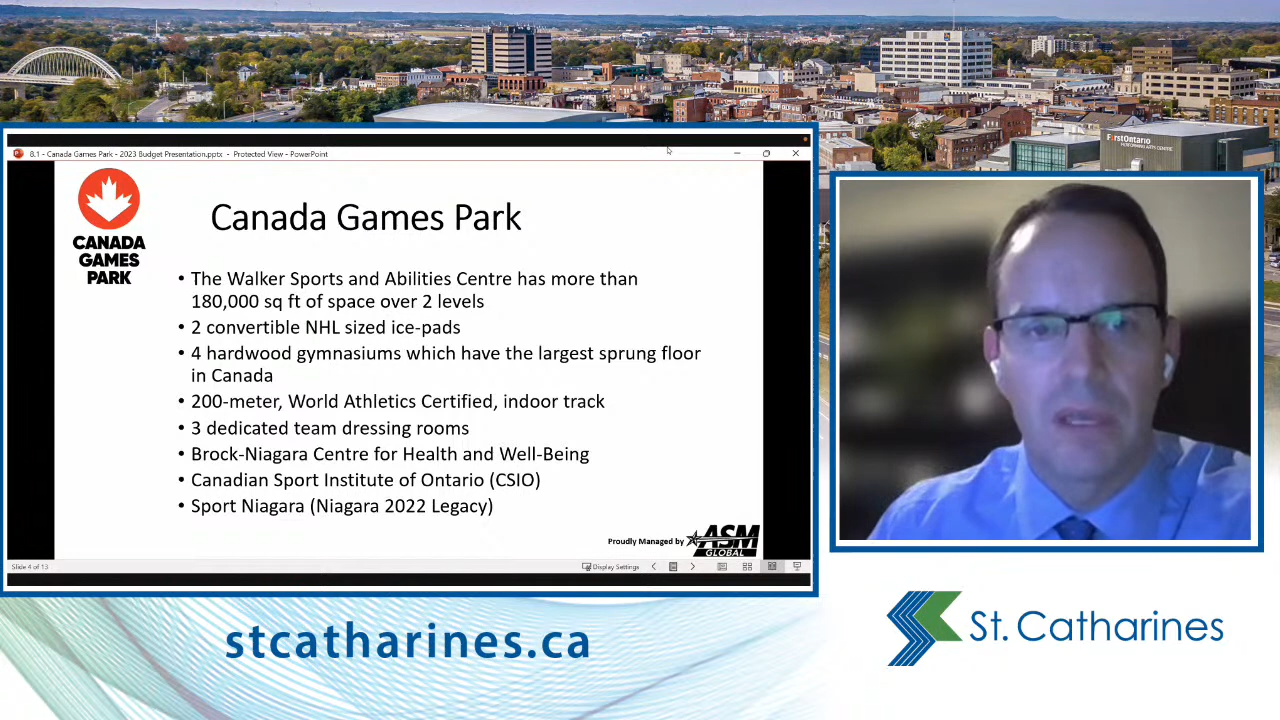 FirstOntario
PERFORMING ARTS CENTRE
8.1 - Canada Games Park - 2023 Budget Presentation.pptx - Protected View - PowerPoint
CANADA
GAMES
PARK
Canada Games Park
• The Walker Sports and Abilities Centre has more than
180,000 sq ft of space over 2 levels
• 2 convertible NHL sized ice-pads
• 4 hardwood gymnasiums which have the largest sprung floor
in Canada
• 200-meter, World Athletics Certified, indoor track
• 3 dedicated team dressing rooms
• Brock-Niagara Centre for Health and Well-Being
• Canadian Sport Institute of Ontario (CSIO)
• Sport Niagara (Niagara 2022 Legacy)
Proudly Managed by ASM
GLOBAL
Slide 4 of 13
Display Settings
stcatharines.ca
St. Catharines